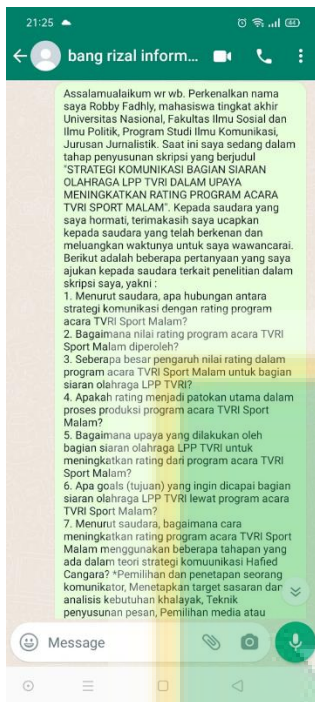 21:25
bang rizal inform...
Assalamualaikum wr wb. Perkenalkan nama
saya Robby Fadhly, mahasiswa tingkat akhir
Universitas Nasional, Fakultas Ilmu Sosial dan
Ilmu Politik, Program Studi Ilmu Komunikasi,
Jurusan Jurnalistik. Saat ini saya sedang dalam
tahap penyusunan skripsi yang berjudul
"STRATEGI KOMUNIKASI BAGIAN SIARAN
OLAHRAGA LPP TVRI DALAM UPAYA
MENINGKATKAN RATING PROGRAM ACARA
TVRI SPORT MALAM". Kepada saudara yang
saya hormati, terimakasih saya ucapkan
kepada saudara yang telah berkenan dan
meluangkan waktunya untuk saya wawancarai.
Berikut adalah beberapa pertanyaan yang saya
ajukan kepada saudara terkait penelitian dalam
skripsi saya, yakni :
1. Menurut saudara, apa hubungan antara
strategi komunikasi dengan rating program
acara TVRI Sport Malam?
2. Bagaimana nilai rating program acara TVRI
Sport Malam diperoleh?
3. Seberapa besar pengaruh nilai rating dalam
program acara TVRI Sport Malam untuk bagian
siaran olahraga LPP TVRI?
4. Apakah rating menjadi patokan utama dalam
proses produksi program acara TVRI Sport
Malam?
5. Bagaimana upaya yang dilakukan oleh
bagian siaran olahraga LPP TVRI untuk
meningkatkan rating dari program acara TVRI
Sport Malam?
6. Apa goals (tujuan) yang ingin dicapai bagian
siaran olahraga LPP TVRI lewat program acara
TVRI Sport Malam?
7. Menurut saudara, bagaimana cara
meningkatkan rating program acara TVRI Sport
Malam menggunakan beberapa tahapan yang
ada dalam teori strategi komuunikasi Hafied
Cangara? *Pemilihan dan penetapan seorang
komunikator, Menetapkan target sasaran dan
analisis kebutuhan khalayak, Teknik
penyusunan pesan, Pemilihan media atau
Message